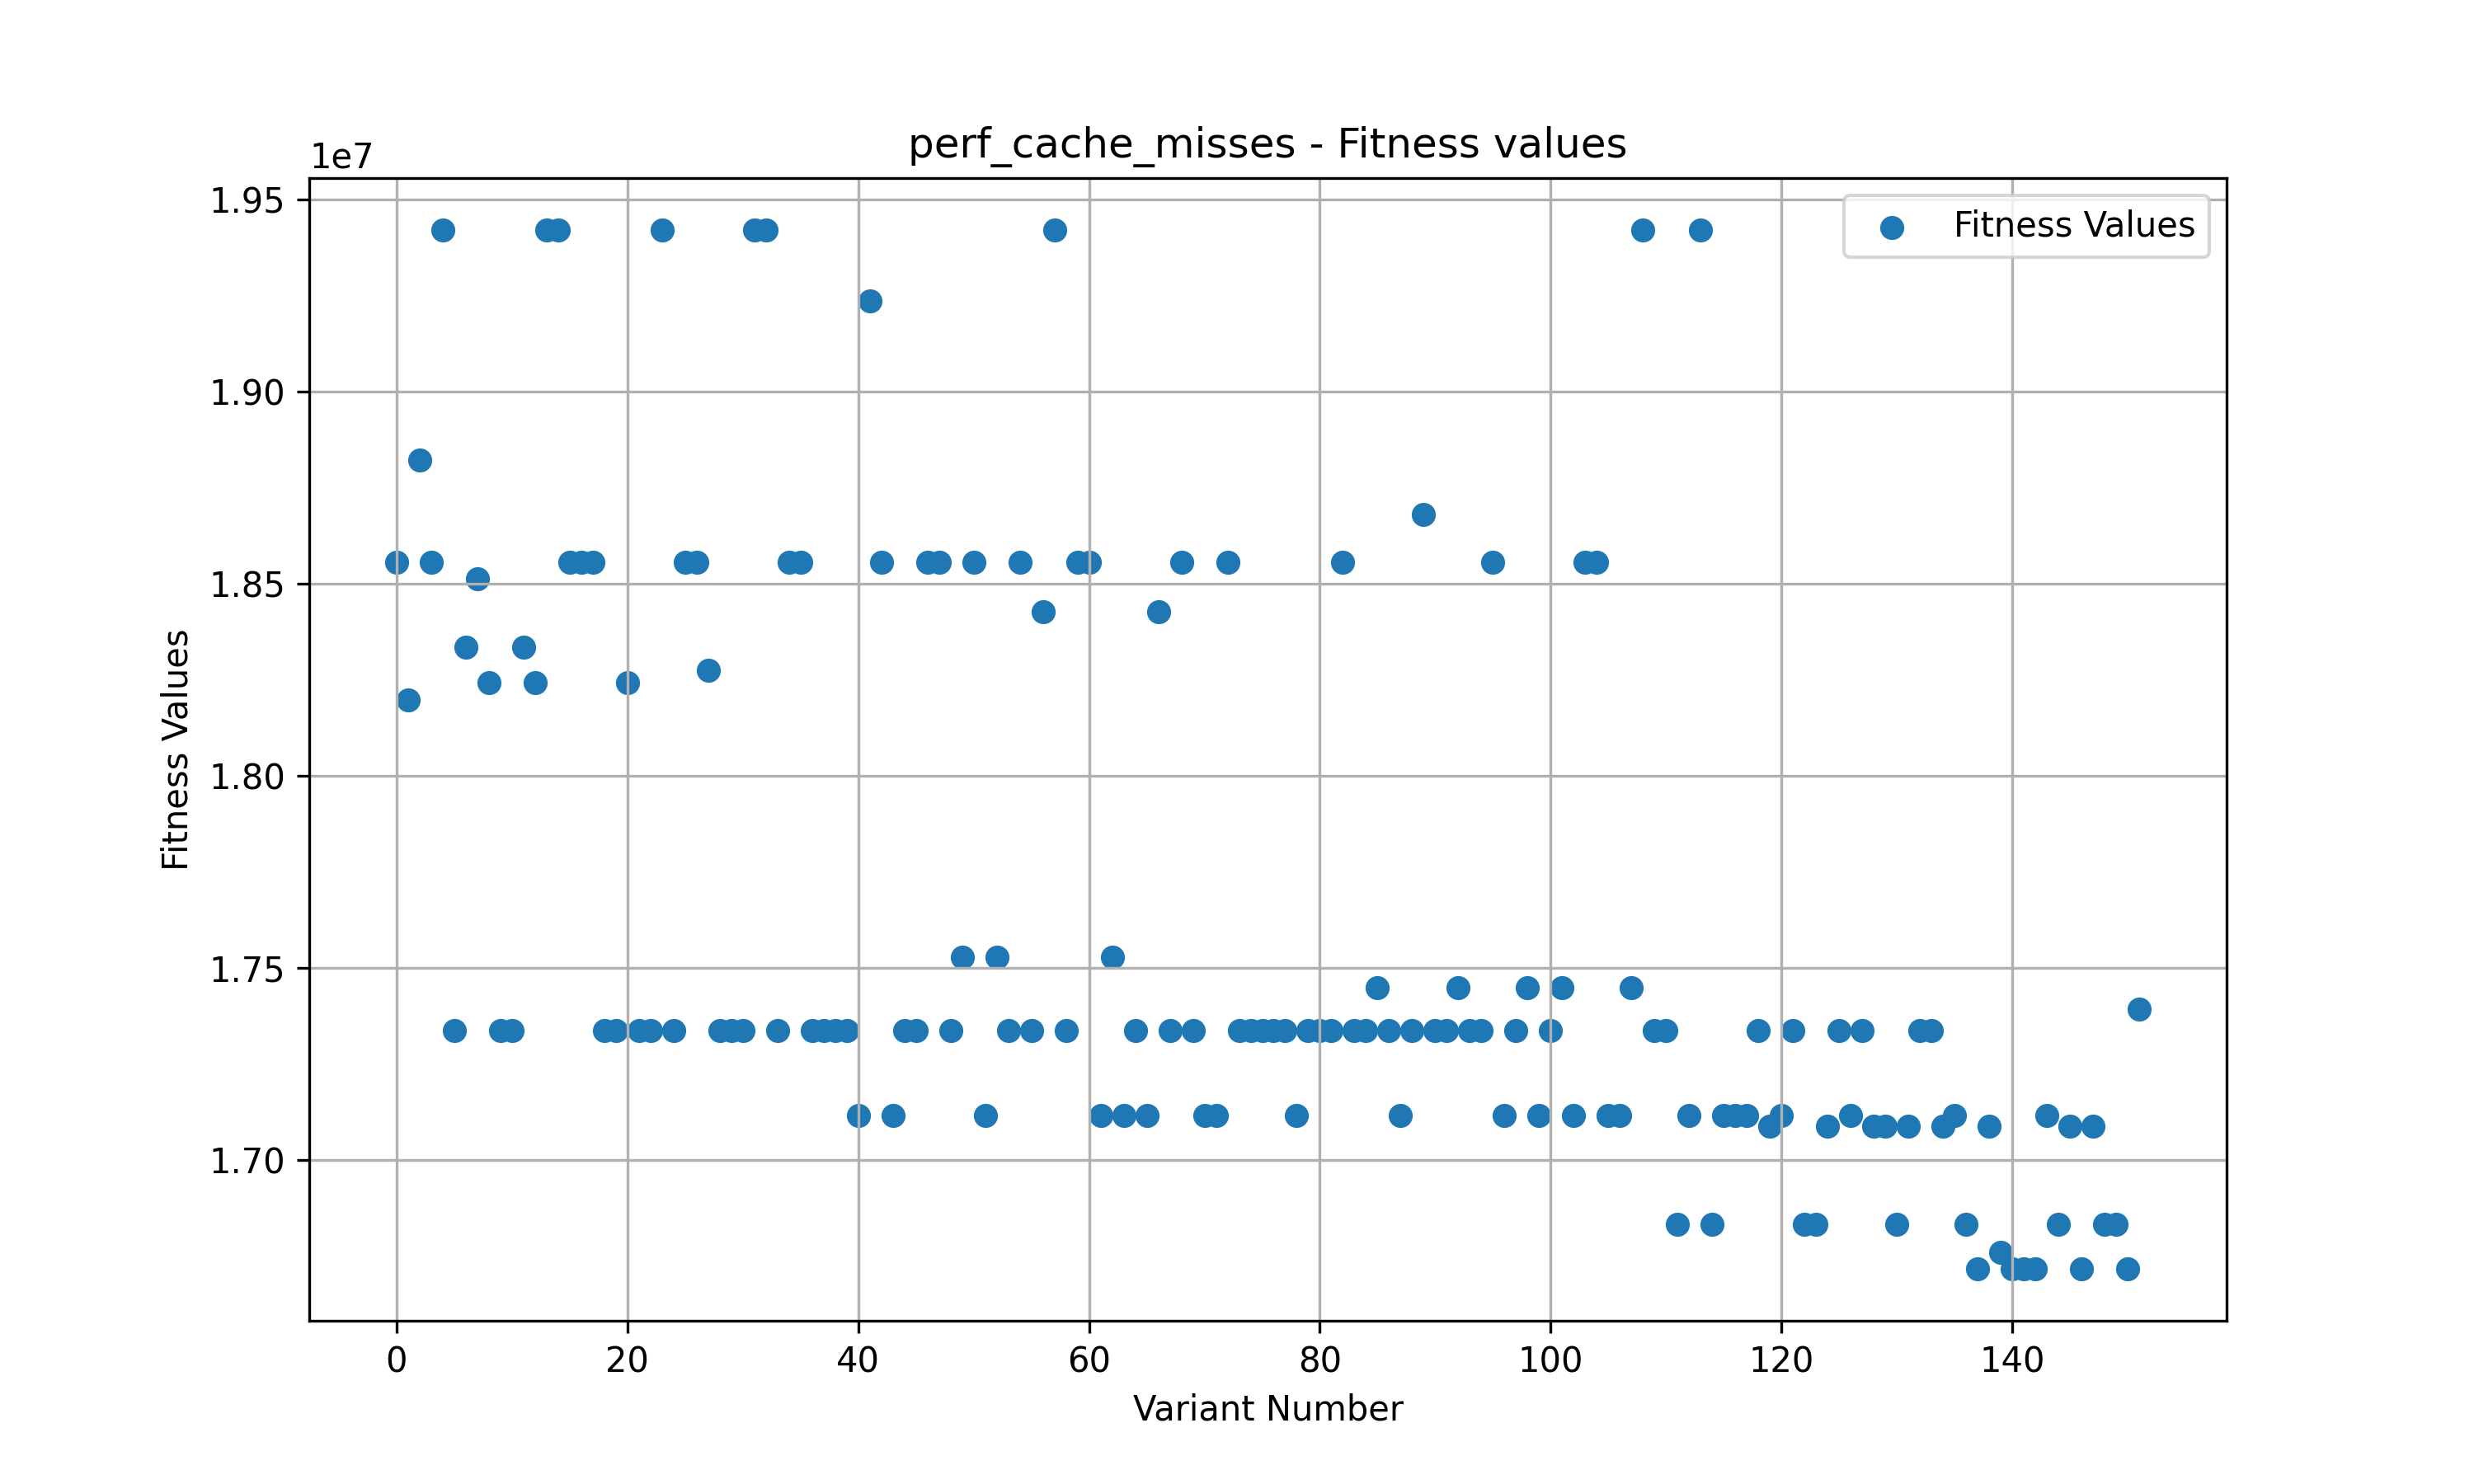 perf_cache_misses - Fitness values
1e7
1.95
1.90
1.85
1.80
1.75
1.70
Fitness Values
Fitness Values
0 20 40 60 80 100 120 140
Variant Number